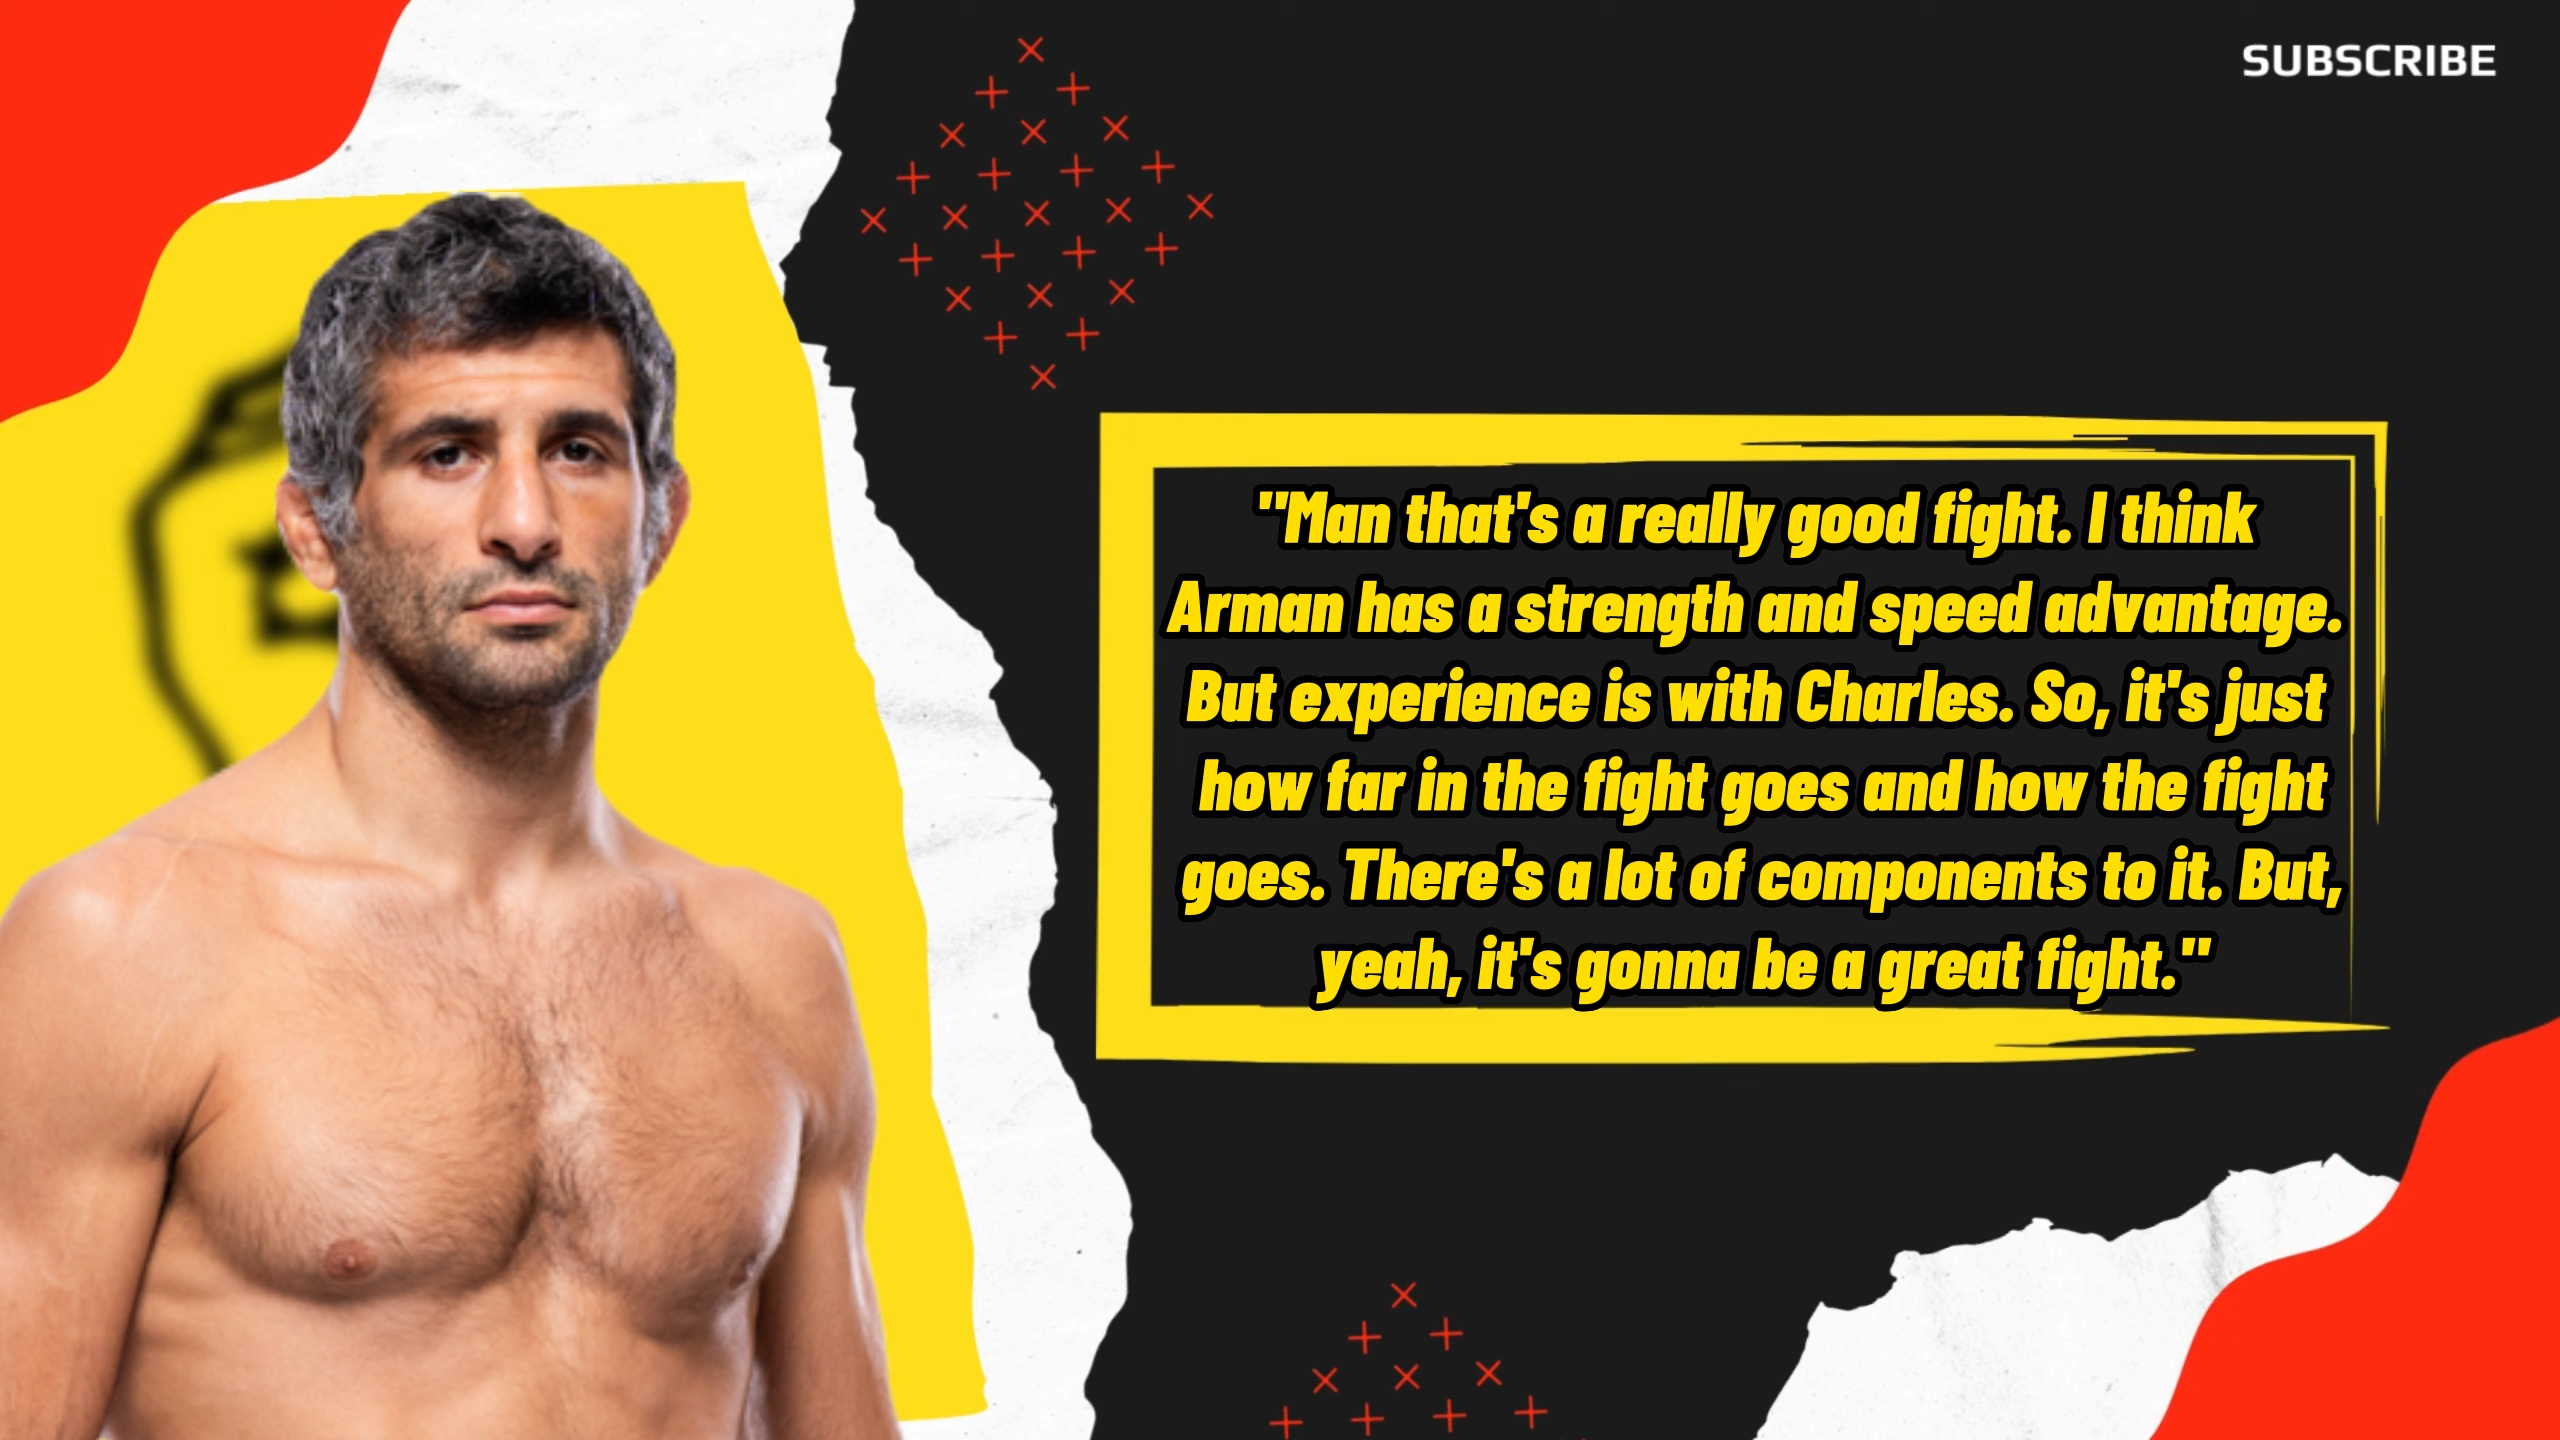 SUBSCRIBE
"Man that's a really good fight. I think
Arman has a strength and speed advantage.
But experience is with Charles. So, it's just
how far in the fight goes and how the fight
goes. There's a lot of components to it. But,
yeah, it's gonna be a great fight."